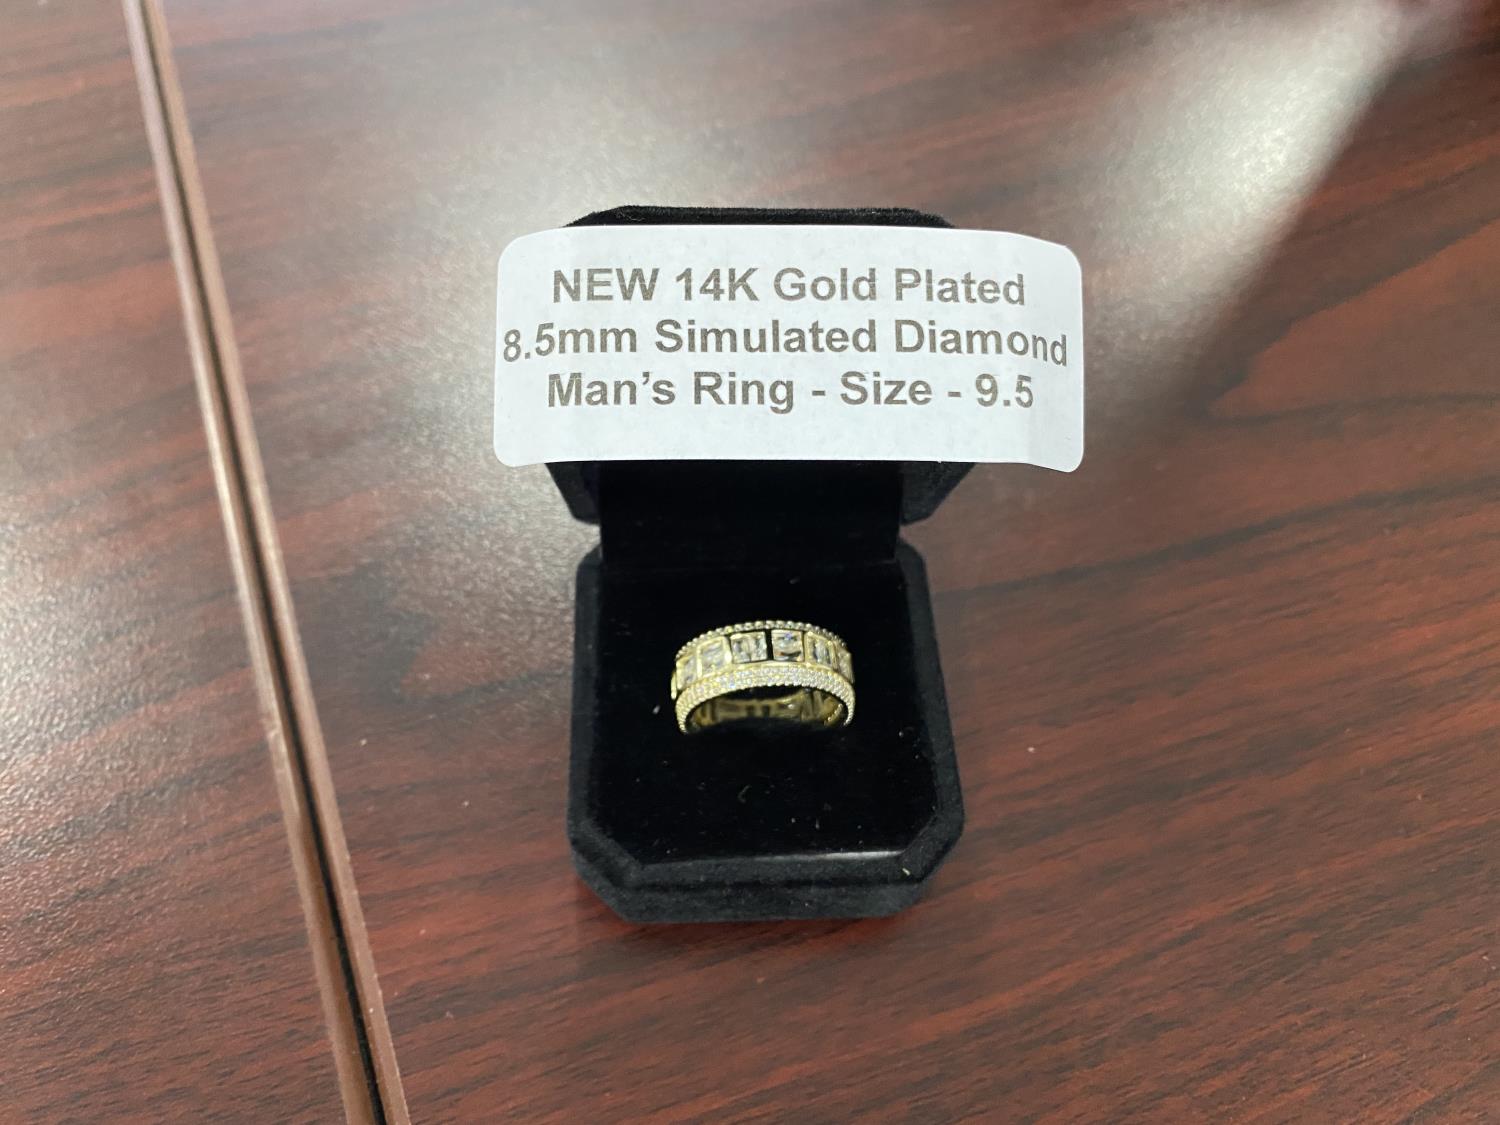 NEW 14K Gold Plated
8.5mm Simulated Diamond
Man’s Ring - Size - 9.5